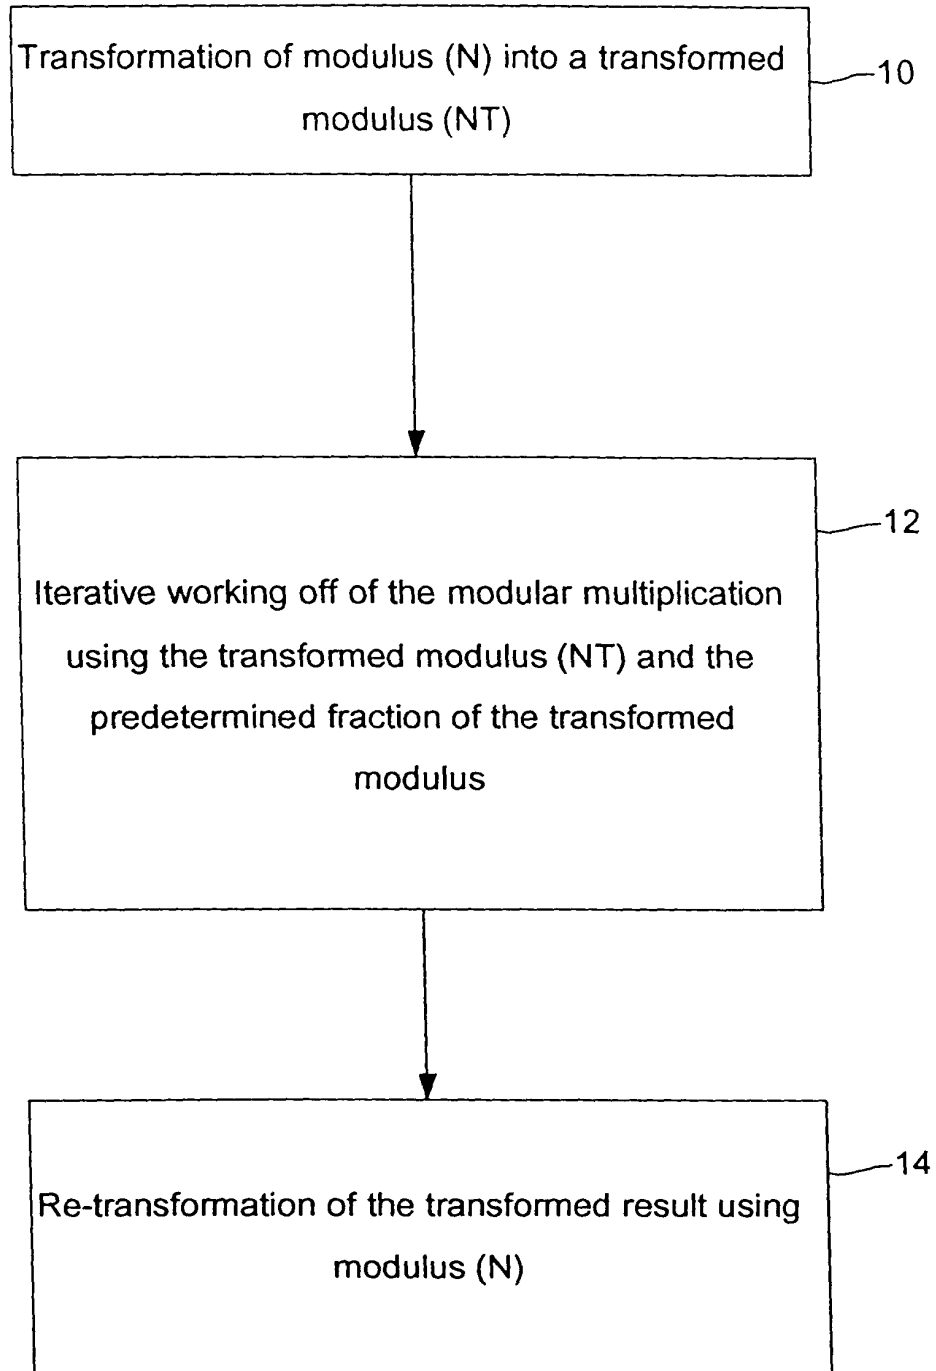 Transformation of modulus (N) into a transformed
modulus (NT)
10
12
Iterative working off of the modular multiplication
using the transformed modulus (NT) and the
predetermined fraction of the transformed
modulus
14
Re-transformation of the transformed result using
modulus (N)